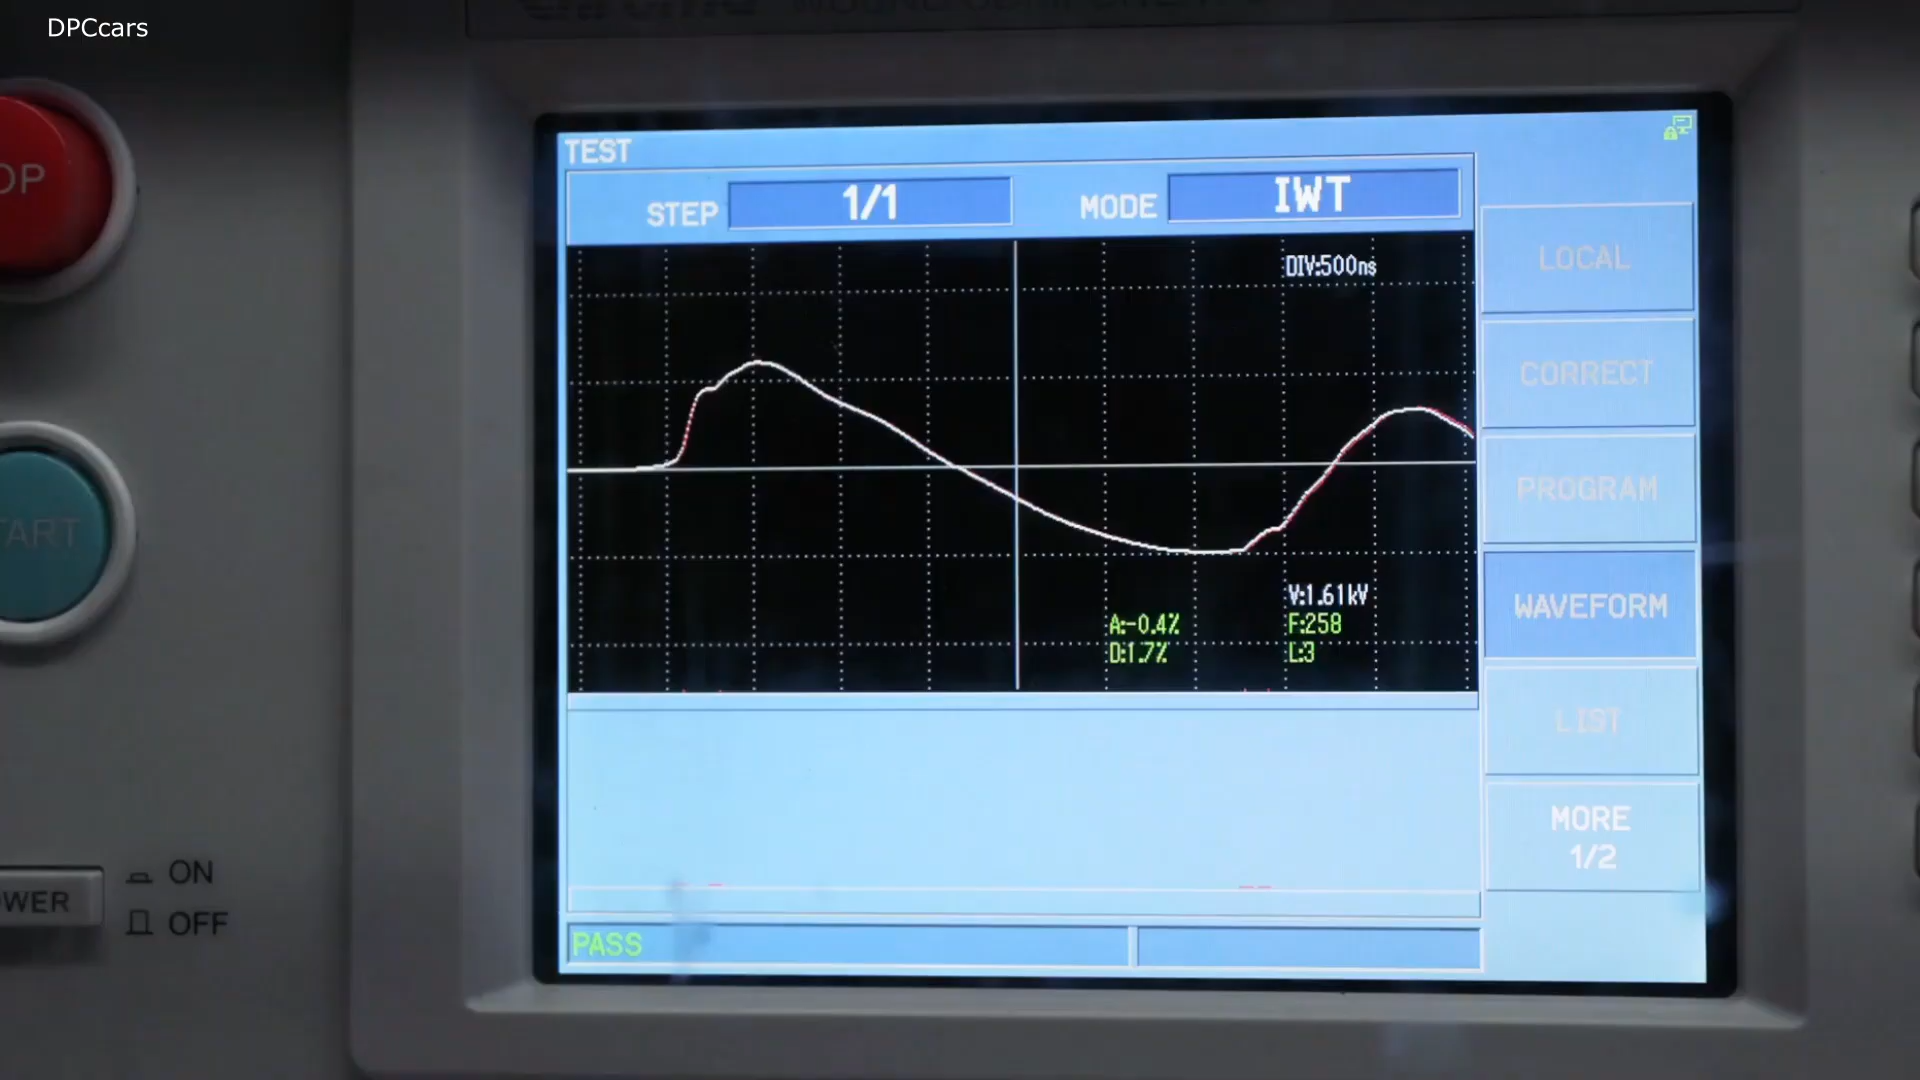 DPCcars
TEST
STEP 1/1 MODE IWT
DIV:500ns
V:1.61kV
A:-0.4% F:258
D:1.7% L:3
PASS
LOCAL
CORRECT
PROGRAM
WAVEFORM
LIST
MORE
1/2
ON
OFF